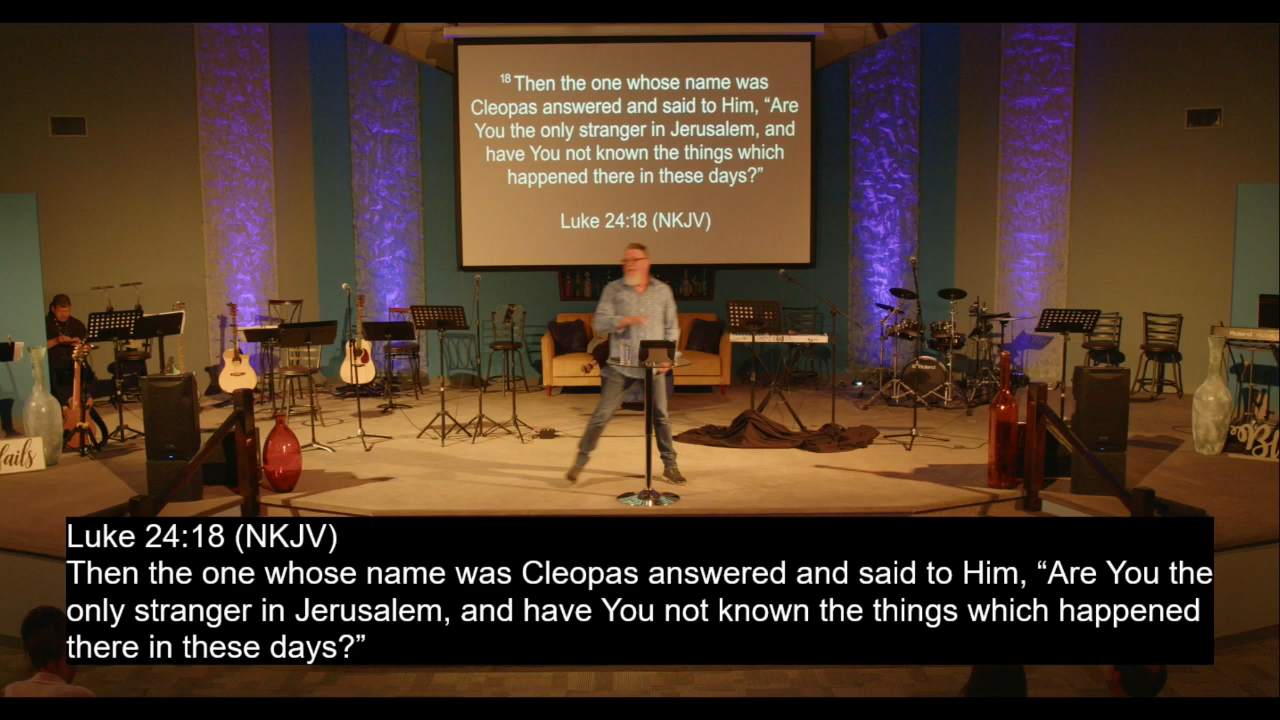 18 Then the one whose name was
Cleopas answered and said to Him, “Are
You the only stranger in Jerusalem, and
have You not known the things which
happened there in these days?”
Luke 24:18 (NKJV)
Roland
Roland
fails
Luke 24:18 (NKJV)
Then the one whose name was Cleopas answered and said to Him, “Are You the
only stranger in Jerusalem, and have You not known the things which happened
there in these days?”